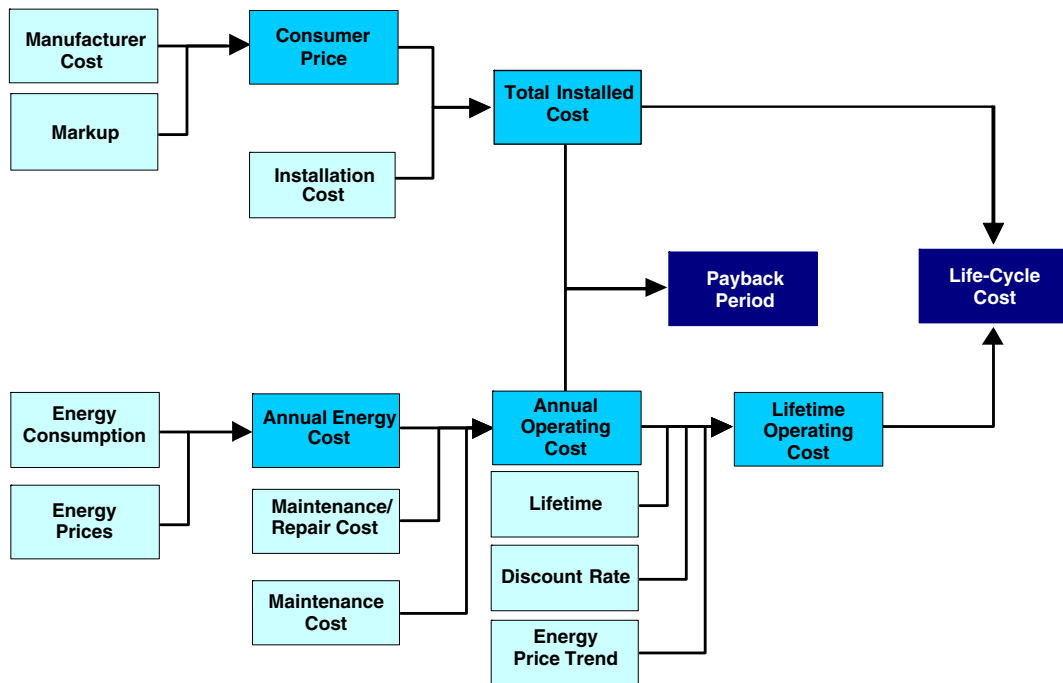 Manufacturer
Cost
Markup
Consumer
Price
Installation
Cost
Total Installed
Cost
Payback
Period
Life-Cycle
Cost
Energy
Consumption
Energy
Prices
Annual Energy
Cost
Maintenance/
Repair Cost
Maintenance
Cost
Annual
Operating
Cost
Lifetime
Discount Rate
Energy
Price Trend
Lifetime
Operating
Cost